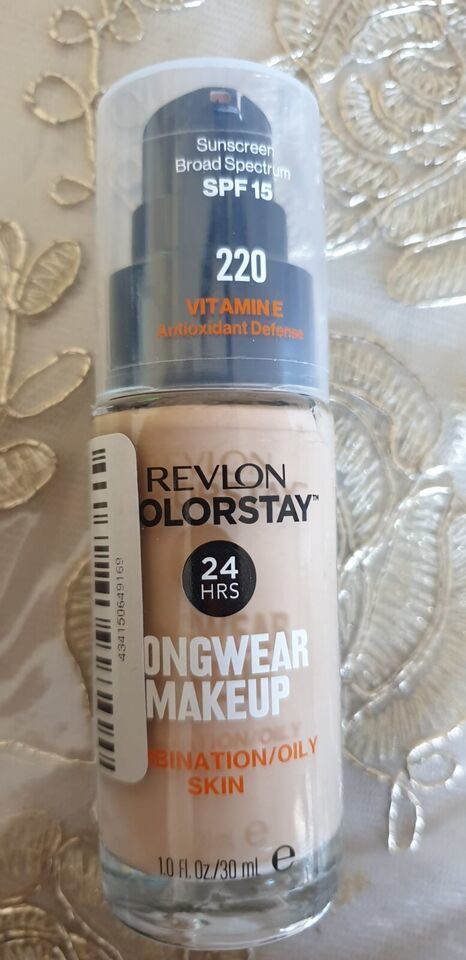 Sunscreen
Broad Spectrum
SPF 15
220
VITAMIN E
Antioxidant Defense
REVLON
OLORSTAY™
24
HRS
ONGWEAR
MAKEUP
BINATION/OILY
SKIN
1.0 fl. Oz./30 ml e
434150649169